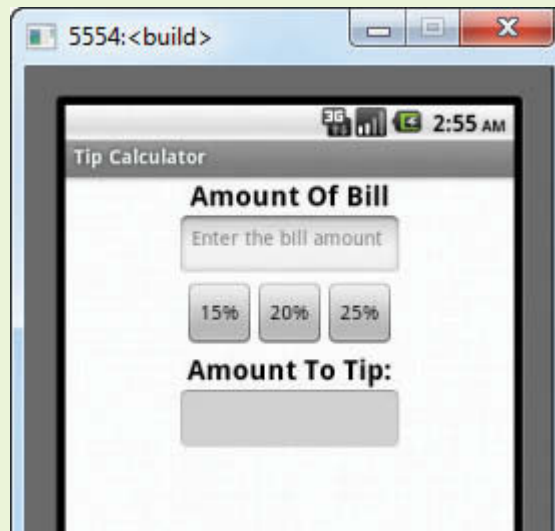 5554:<build>
3G 2:55 AM
Tip Calculator
Amount Of Bill
Enter the bill amount
15% 20% 25%
Amount To Tip: